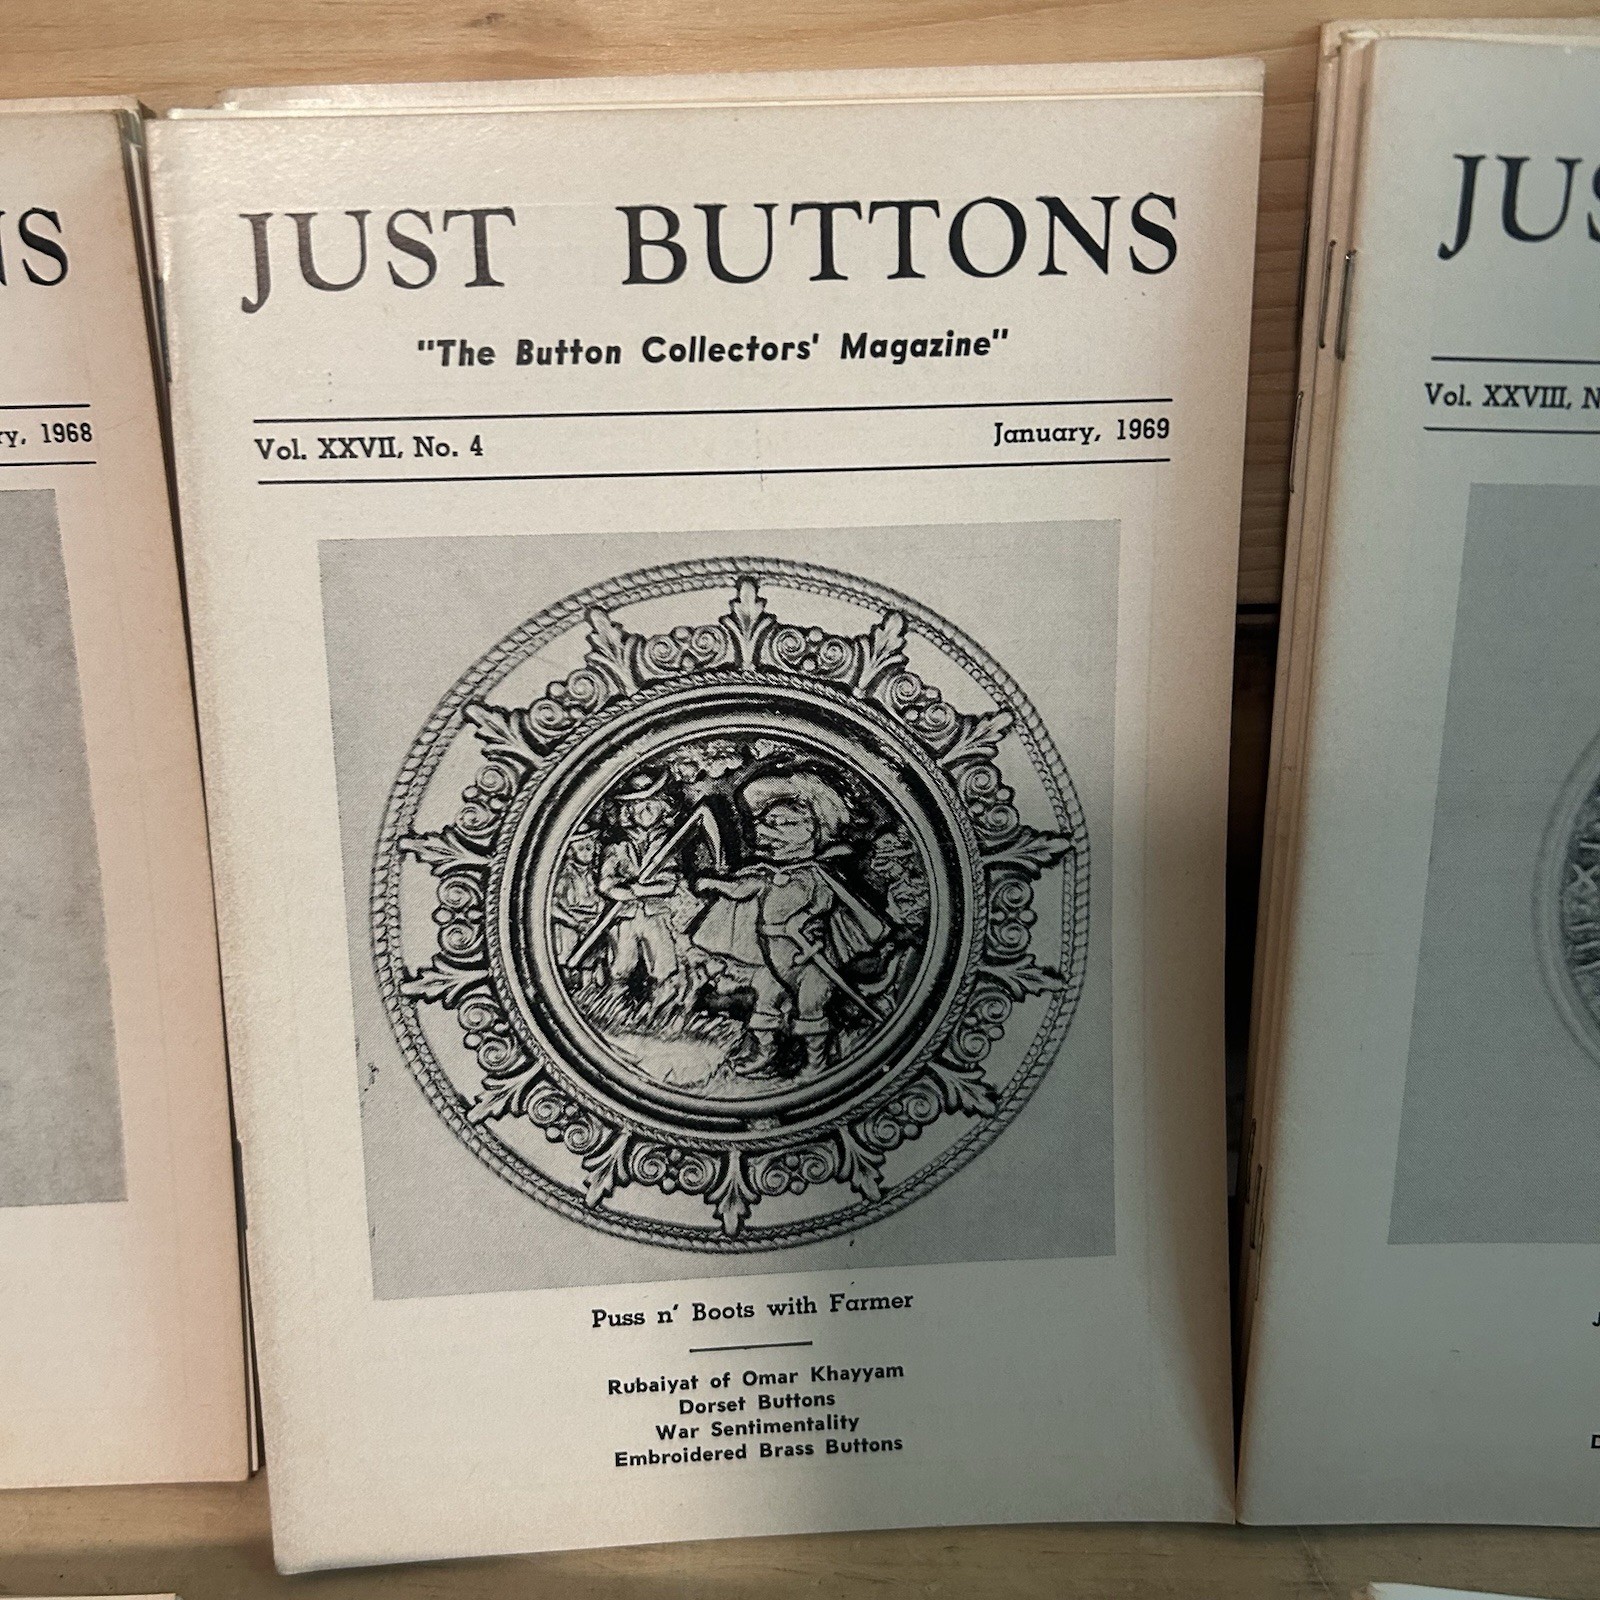 NS
1968
JUST BUTTONS
"The Button Collectors' Magazine"
Vol. XXVII, No. 4 January, 1969
Puss n' Boots with Farmer
Rubaiyat of Omar Khayyam
Dorset Buttons
War Sentimentality
Embroidered Brass Buttons
JUS
Vol. XXVIII, N